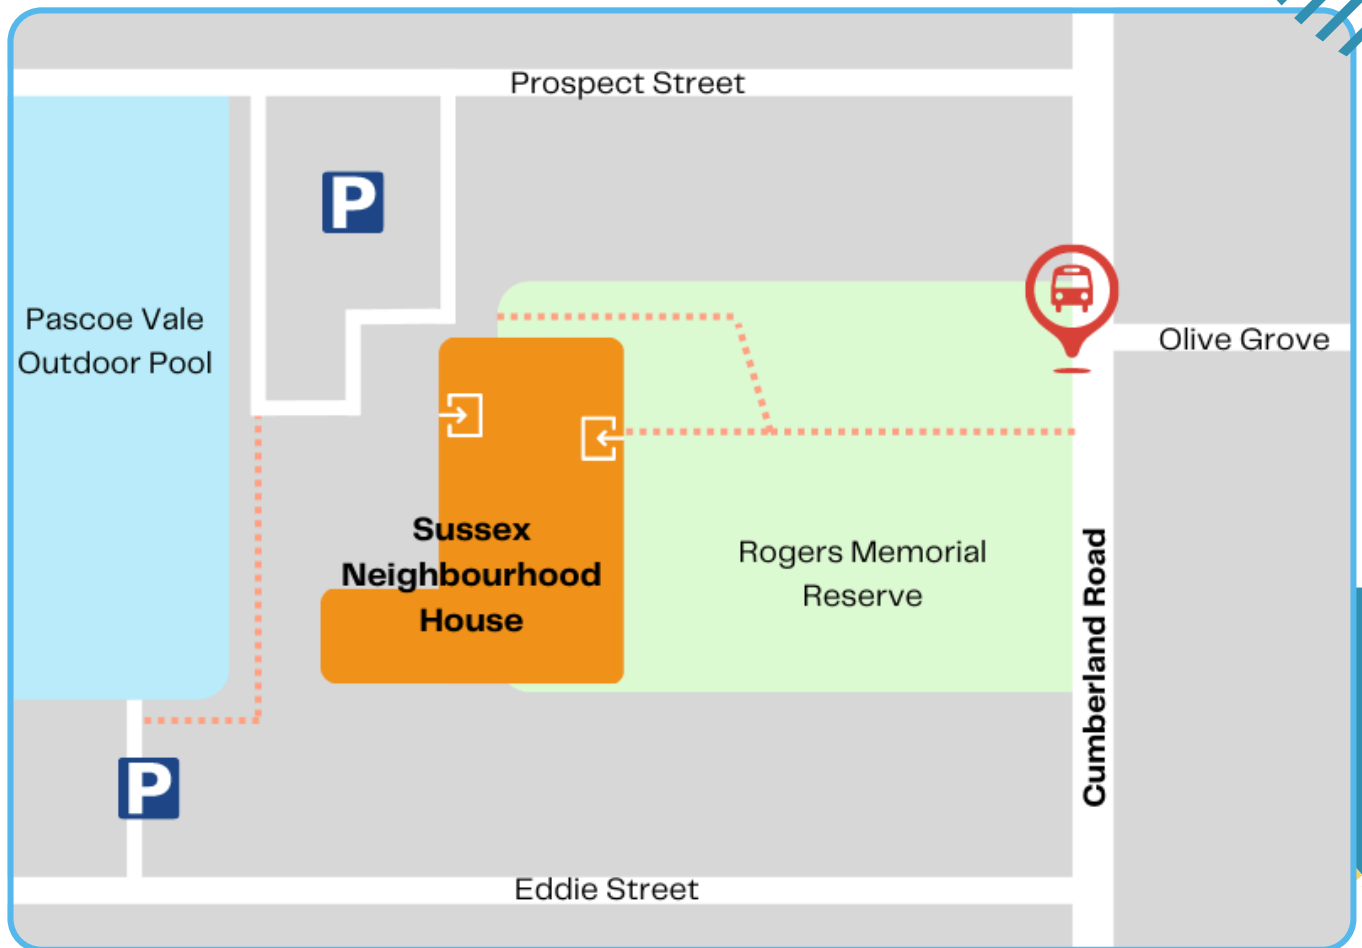 Prospect Street
P
Pascoe Vale
Outdoor Pool
Olive Grove
Sussex
Neighbourhood
House
Rogers Memorial
Reserve
Cumberland Road
P
Eddie Street